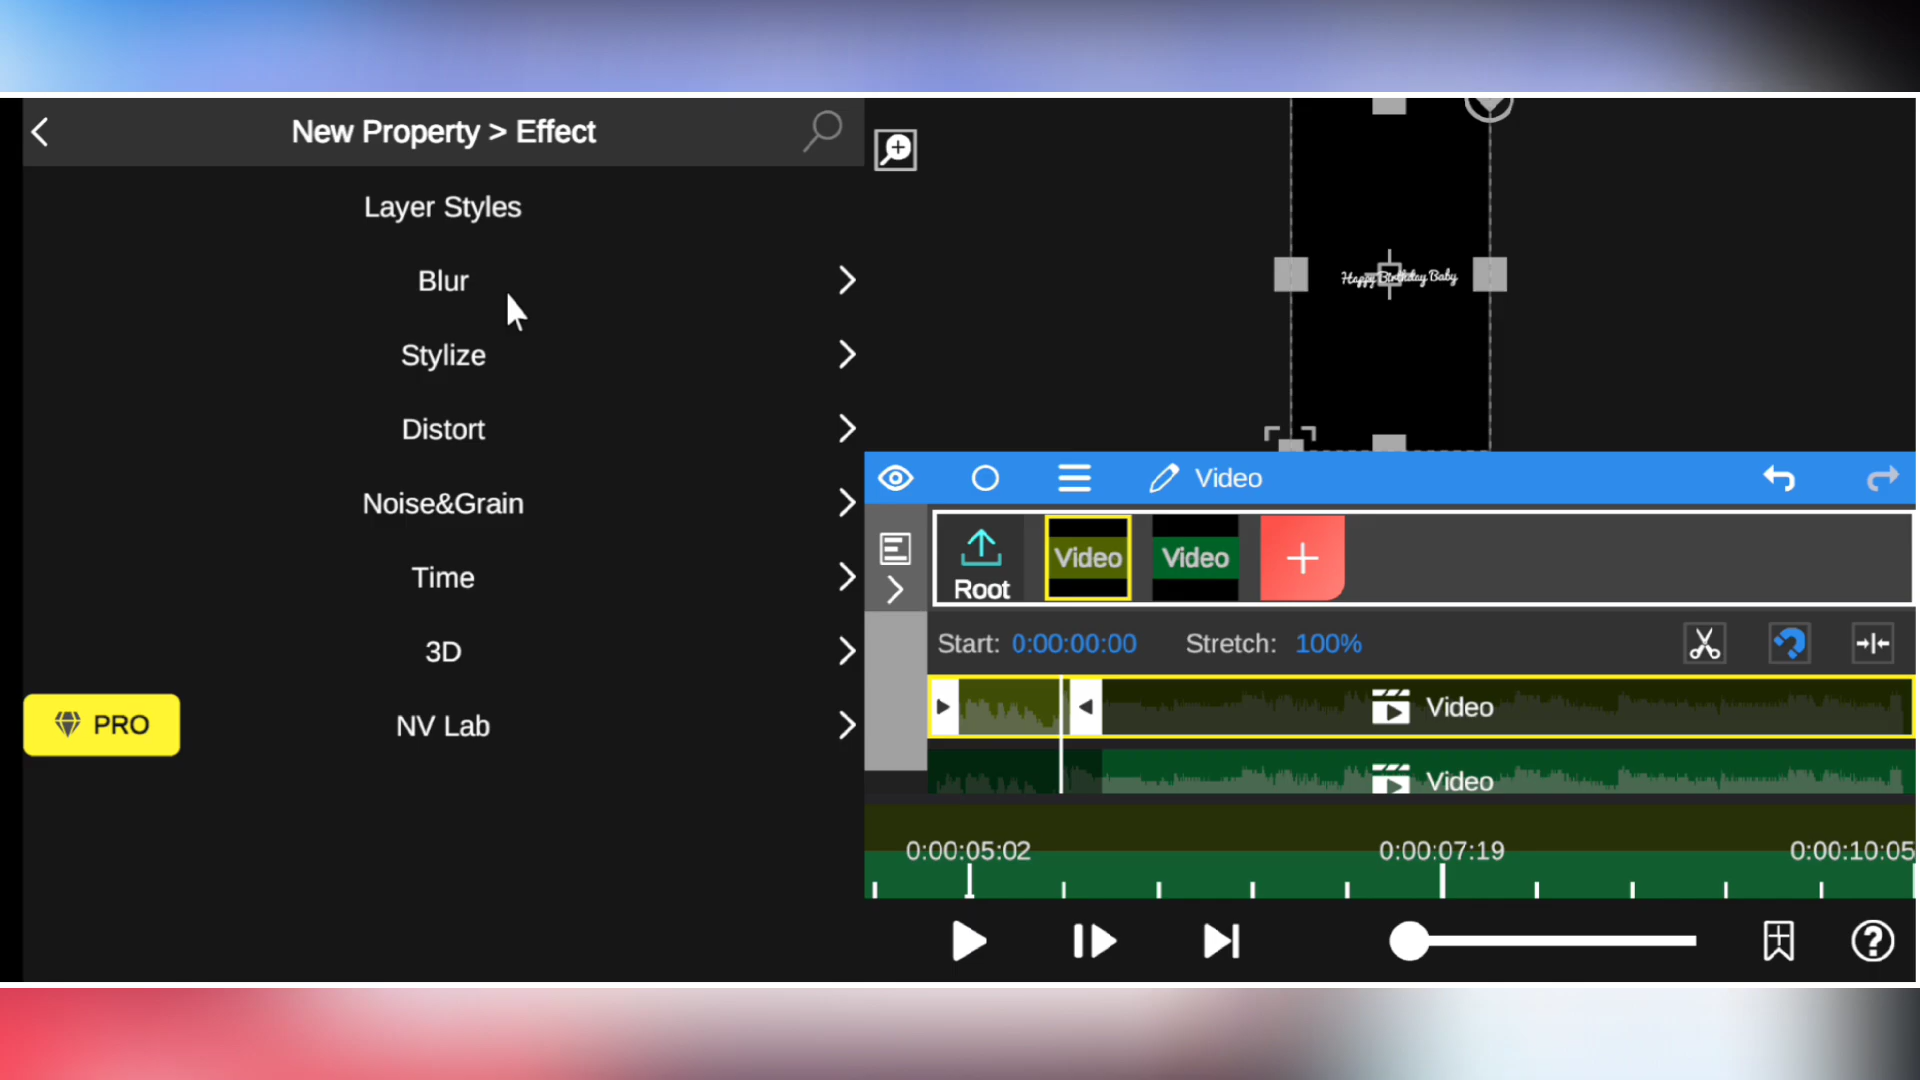 New Property > Effect
Layer Styles
Blur
Stylize
Distort
Noise&Grain
Time
3D
PRO
NV Lab
Happy Birthday Baby
Video
Root
Video
Video
Start: 0:00:00:00
Stretch: 100%
Video
Video
0:00:05:02
0:00:07:19
0:00:10:05